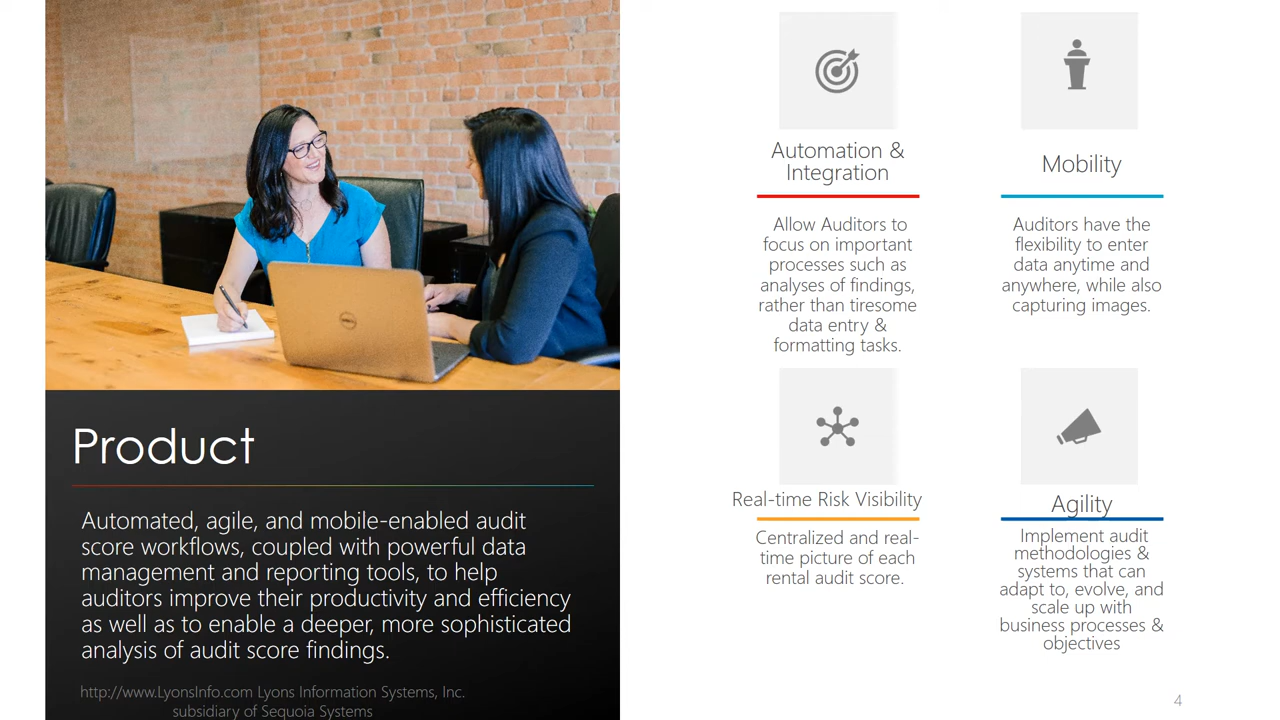 Product
Automated, agile, and mobile-enabled audit
score workflows, coupled with powerful data
management and reporting tools, to help
auditors improve their productivity and efficiency
as well as to enable a deeper, more sophisticated
analysis of audit score findings.
http://www.LyonsInfo.com Lyons Information Systems, Inc.
subsidiary of Sequoia Systems
Automation &
Integration
Allow Auditors to
focus on important
processes such as
analyses of findings,
rather than tiresome
data entry &
formatting tasks.
Mobility
Auditors have the
flexibility to enter
data anytime and
anywhere, while also
capturing images.
Real-time Risk Visibility
Centralized and real-
time picture of each
rental audit score.
Agility
Implement audit
methodologies &
systems that can
adapt to, evolve, and
scale up with
business processes &
objectives
4